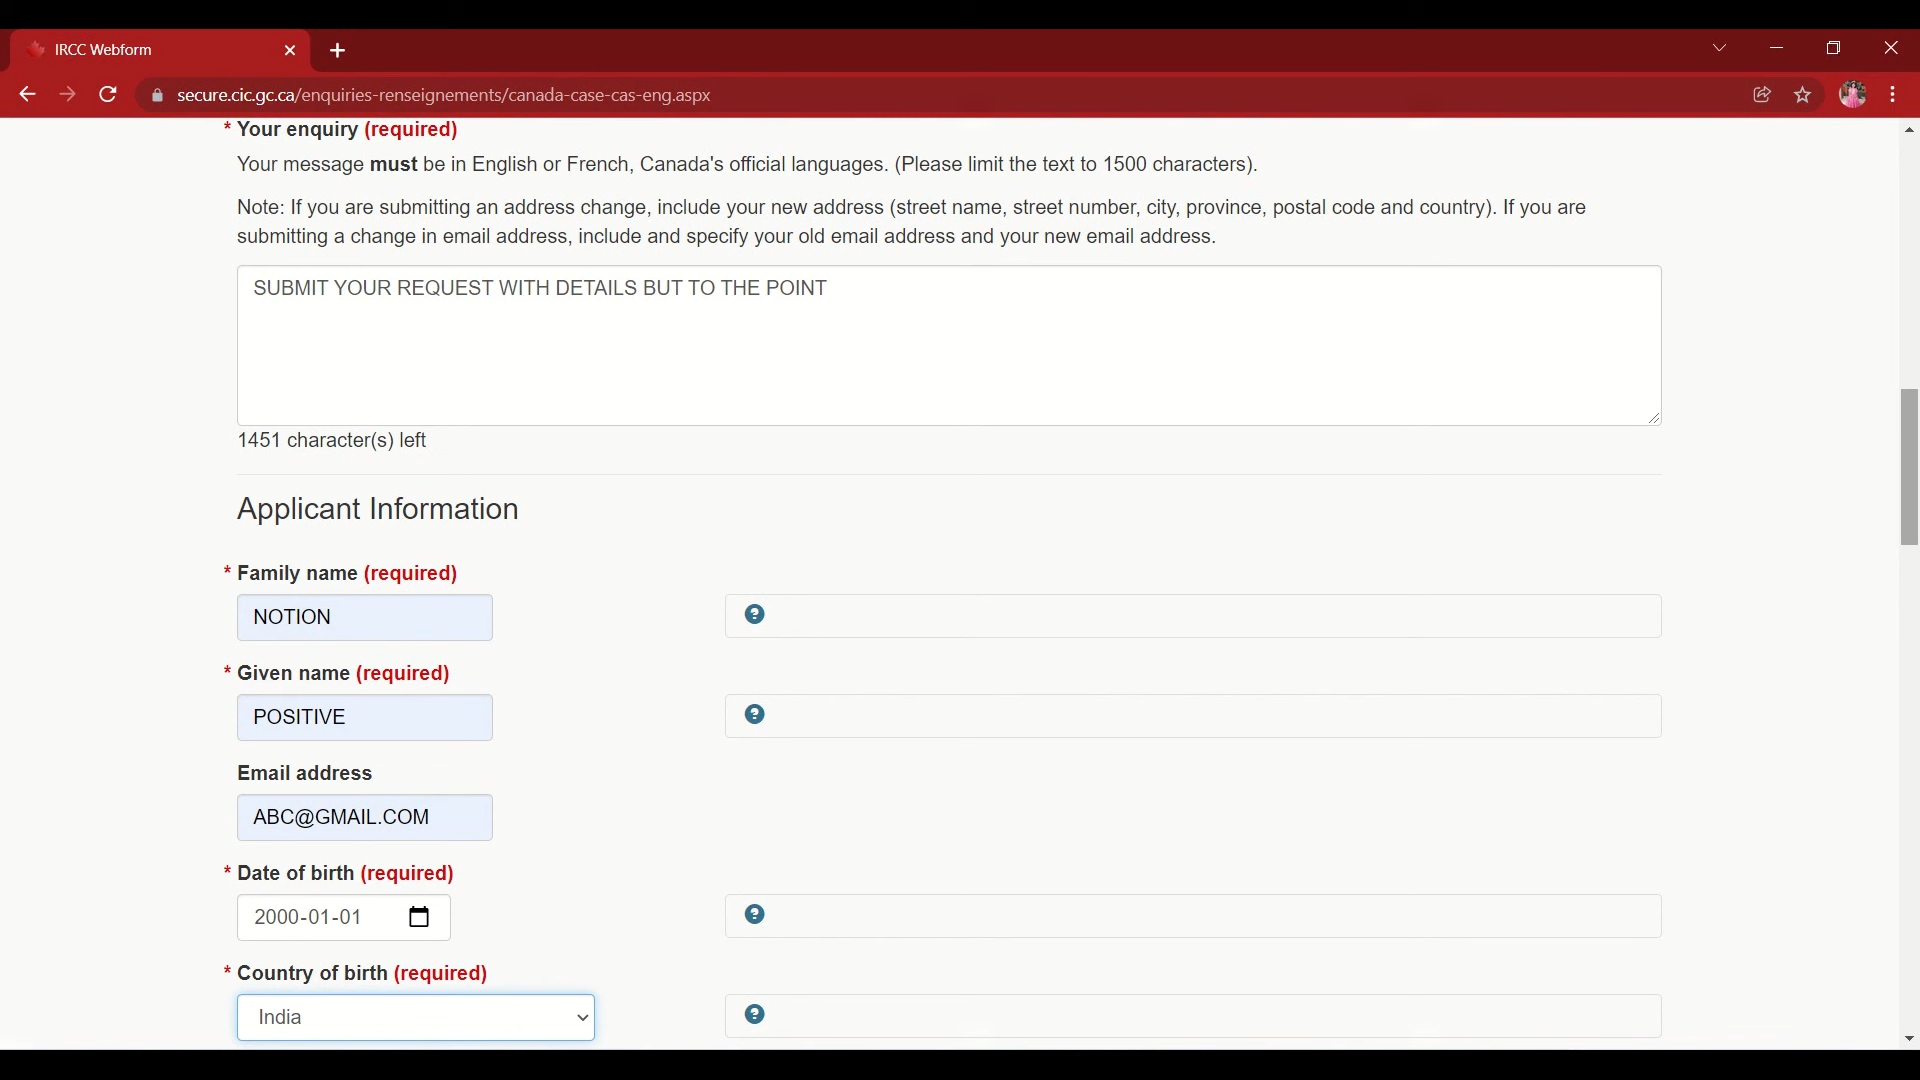 IRCC Webform
secure.cic.gc.ca/enquiries-renseignements/canada-case-cas-eng.aspx
* Your enquiry (required)
Your message must be in English or French, Canada's official languages. (Please limit the text to 1500 characters).
Note: If you are submitting an address change, include your new address (street name, street number, city, province, postal code and country). If you are
submitting a change in email address, include and specify your old email address and your new email address.
SUBMIT YOUR REQUEST WITH DETAILS BUT TO THE POINT
1451 character(s) left
Applicant Information
* Family name (required)
NOTION
?
* Given name (required)
POSITIVE
?
Email address
ABC@GMAIL.COM
* Date of birth (required)
2000-01-01
?
* Country of birth (required)
India
?